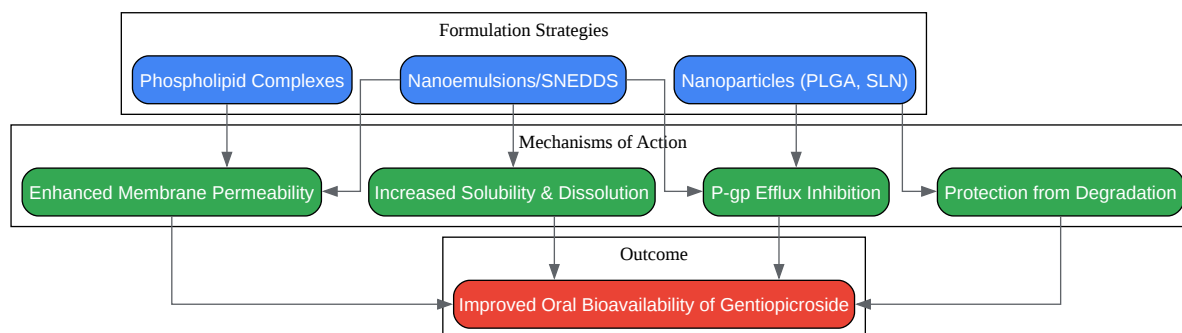 Formulation Strategies
Phospholipid Complexes
Nanoemulsions/SNEDDS
Nanoparticles (PLGA, SLN)
Mechanisms of Action
Enhanced Membrane Permeability
Increased Solubility & Dissolution
P-gp Efflux Inhibition
Protection from Degradation
Outcome
Improved Oral Bioavailability of Gentiopicroside